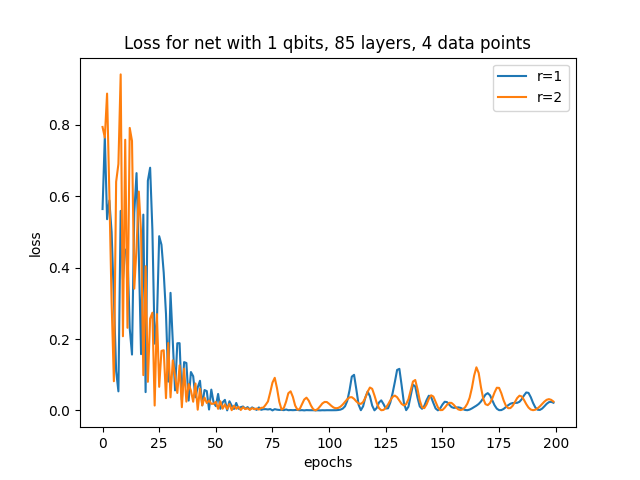 Loss for net with 1 qbits, 85 layers, 4 data points
r=1
r=2
loss
0.8
0.6
0.4
0.2
0.0
0 25 50 75 100 125 150 175 200
epochs